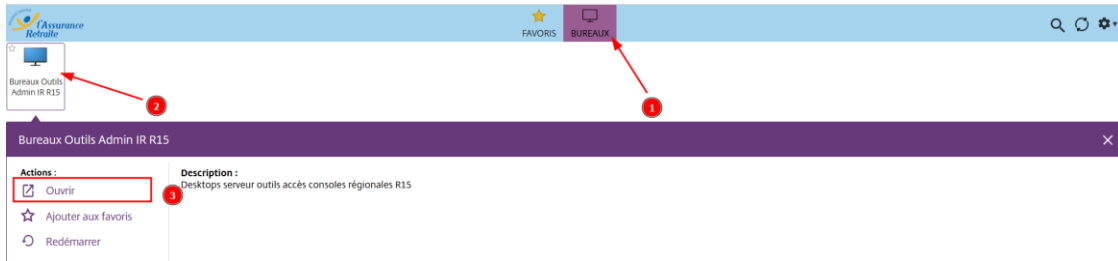 l'Assurance
Retraite
FAVORIS
BUREAUX
Bureaux Outils
Admin IR R15
2
1
Bureaux Outils Admin IR R15
Actions :
Description :
Ouvrir
3
Desktops serveur outils accès consoles régionales R15
Ajouter aux favoris
Redémarrer